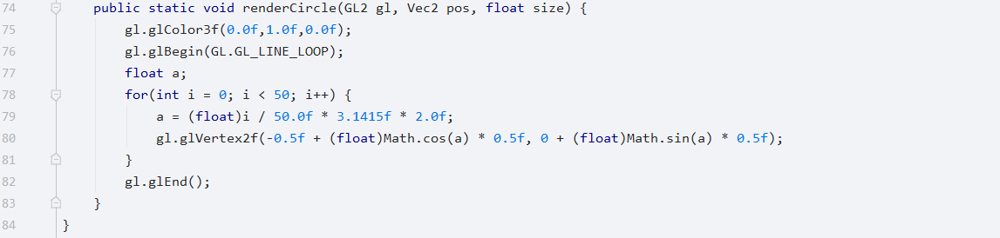 74 public static void renderCircle(GL2 gl, Vec2 pos, float size) {
75 gl.glColor3f(0.0f,1.0f,0.0f);
76 gl.glBegin(GL.GL_LINE_LOOP);
77 float a;
78 for(int i = 0; i < 50; i++) {
79 a = (float)i / 50.0f * 3.1415f * 2.0f;
80 gl.glVertex2f(-0.5f + (float)Math.cos(a) * 0.5f, 0 + (float)Math.sin(a) * 0.5f);
81 }
82 gl.glEnd();
83 }
84 }